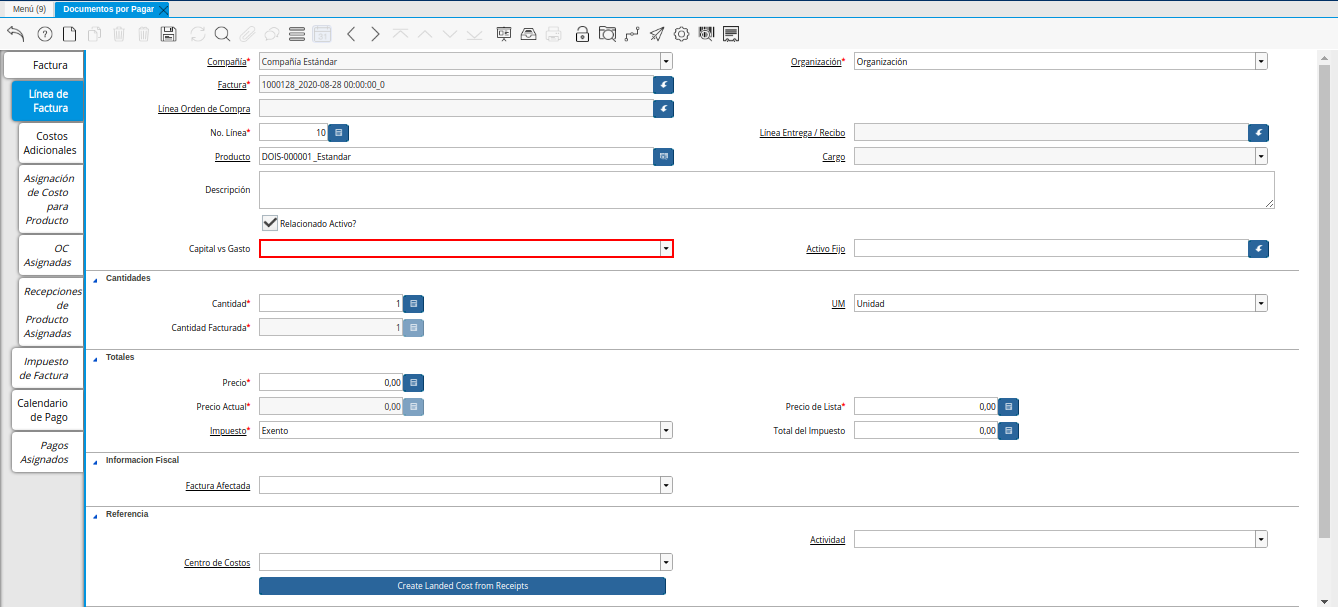 Menú (9)
Documentos por Pagar
Factura
Línea de
Factura
Costos
Adicionales
Asignación
de Costo
para
Producto
OC
Asignadas
Recepciones
de
Producto
Asignadas
Impuesto
de Factura
Calendario
de Pago
Pagos
Asignados
Compañía* Compañía Estándar Organización* Organización
Factura* 1000128_2020-08-28 00:00:00_0
Línea Orden de Compra
No. Línea* 10 Línea Entrega / Recibo
Producto DOIS-000001_Estandar Cargo
Descripción
Relacionado Activo?
Capital vs Gasto Activo Fijo
Cantidades
Cantidad* 1 UM Unidad
Cantidad Facturada* 1
Totales
Precio* 0,00
Precio Actual* 0,00 Precio de Lista* 0,00
Impuesto* Exento Total del Impuesto 0,00
Informacion Fiscal
Factura Afectada
Referencia
Actividad
Centro de Costos
Create Landed Cost from Receipts